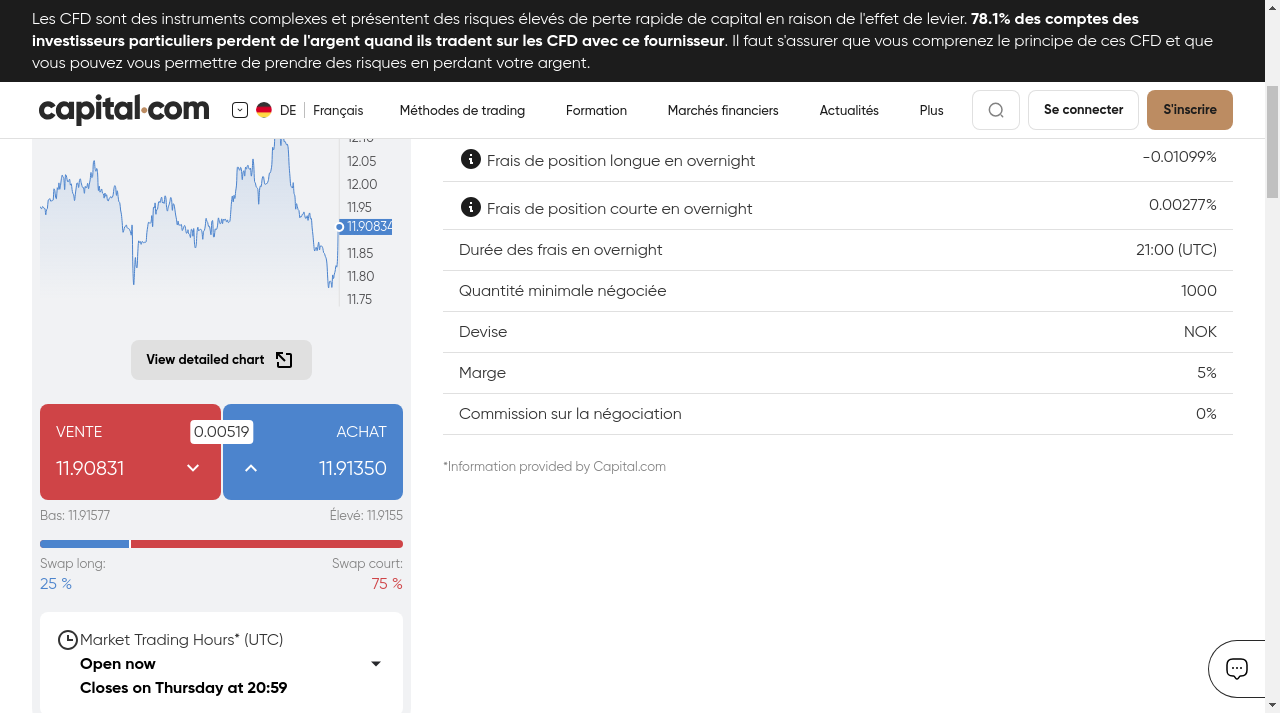 Les CFD sont des instruments complexes et présentent des risques élevés de perte rapide de capital en raison de l'effet de levier. 78.1% des comptes des
investisseurs particuliers perdent de l'argent quand ils tradent sur les CFD avec ce fournisseur. Il faut s'assurer que vous comprenez le principe de ces CFD et que
vous pouvez vous permettre de prendre des risques en perdant votre argent.
capital.com
DE
Français
Méthodes de trading
Formation
Marchés financiers
Actualités
Plus
Se connecter
S'inscrire
12.05
12.00
11.95
11.90834
11.85
11.80
11.75
View detailed chart
VENTE
0.00519
ACHAT
11.90831
11.91350
Bas: 11.91577
Élevé: 11.9155
Swap long:
Swap court:
25 %
75 %
Market Trading Hours* (UTC)
Open now
Closes on Thursday at 20:59
Frais de position longue en overnight
-0.01099%
Frais de position courte en overnight
0.00277%
Durée des frais en overnight
21:00 (UTC)
Quantité minimale négociée
1000
Devise
NOK
Marge
5%
Commission sur la négociation
0%
*Information provided by Capital.com